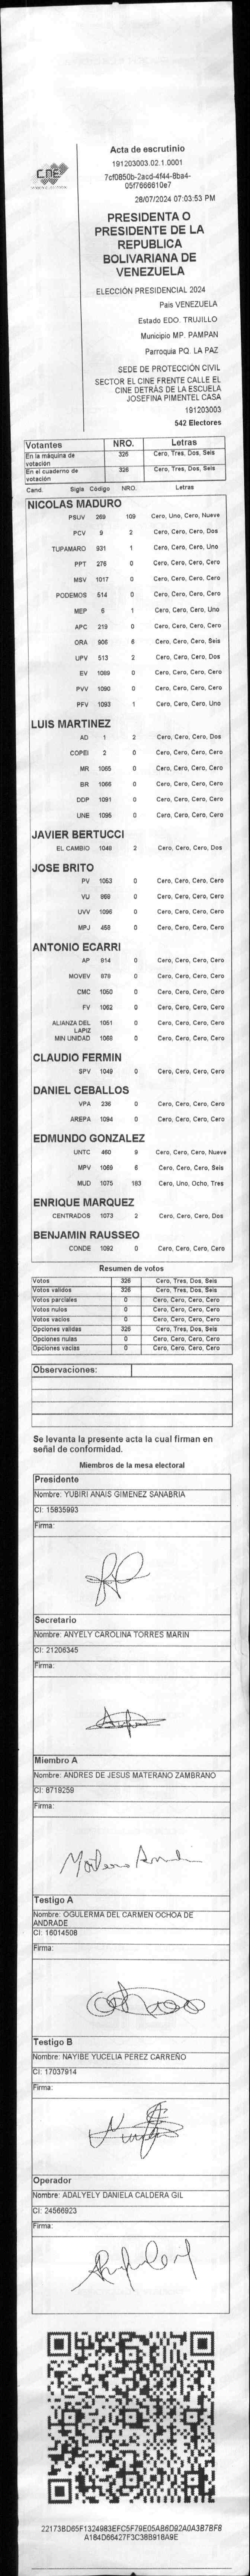 CNE
Acta de escrutinio
191203003.02.1.0001
7cf0850b-2acd-4f44-8ba4-
05f7666610e7
28/07/2024 07:03:53 PM
PRESIDENTA O
PRESIDENTE DE LA
REPUBLICA
BOLIVARIANA DE
VENEZUELA
ELECCIÓN PRESIDENCIAL 2024
País VENEZUELA
Estado EDO. TRUJILLO
Municipio MP. PAMPAN
Parroquia PQ. LA PAZ
SEDE DE PROTECCIÓN CIVIL
SECTOR EL CINE FRENTE CALLE EL
CINE DETRÁS DE LA ESCUELA
JOSEFINA PIMENTEL CASA
191203003
542 Electores
Votantes NRO. Letras
En la máquina de votación 326 Cero, Tres, Dos, Seis
En el cuaderno de votación 326 Cero, Tres, Dos, Seis
Cand. Sigla Código NRO. Letras
NICOLAS MADURO
PSUV 269 109 Cero, Uno, Cero, Nueve
PCV 9 2 Cero, Cero, Cero, Dos
TUPAMARO 931 1 Cero, Cero, Cero, Uno
PPT 276 0 Cero, Cero, Cero, Cero
MSV 1017 0 Cero, Cero, Cero, Cero
PODEMOS 514 0 Cero, Cero, Cero, Cero
MEP 6 1 Cero, Cero, Cero, Uno
APC 219 0 Cero, Cero, Cero, Cero
ORA 906 6 Cero, Cero, Cero, Seis
UPV 513 2 Cero, Cero, Cero, Dos
EV 1089 0 Cero, Cero, Cero, Cero
PVV 1090 0 Cero, Cero, Cero, Cero
PFV 1093 1 Cero, Cero, Cero, Uno
LUIS MARTINEZ
AD 1 2 Cero, Cero, Cero, Dos
COPEI 2 0 Cero, Cero, Cero, Cero
MR 1065 0 Cero, Cero, Cero, Cero
BR 1066 0 Cero, Cero, Cero, Cero
DDP 1091 0 Cero, Cero, Cero, Cero
UNE 1095 0 Cero, Cero, Cero, Cero
JAVIER BERTUCCI
EL CAMBIO 1048 2 Cero, Cero, Cero, Dos
JOSE BRITO
PV 1053 0 Cero, Cero, Cero, Cero
VU 959 0 Cero, Cero, Cero, Cero
UVV 1096 0 Cero, Cero, Cero, Cero
MPJ 458 0 Cero, Cero, Cero, Cero
ANTONIO ECARRI
AP 914 0 Cero, Cero, Cero, Cero
MOVEV 879 0 Cero, Cero, Cero, Cero
CMC 1050 0 Cero, Cero, Cero, Cero
FV 1062 0 Cero, Cero, Cero, Cero
ALIANZA DEL LAPIZ 1061 0 Cero, Cero, Cero, Cero
MIN UNIDAD 1068 0 Cero, Cero, Cero, Cero
CLAUDIO FERMIN
SPV 1049 0 Cero, Cero, Cero, Cero
DANIEL CEBALLOS
VPA 236 0 Cero, Cero, Cero, Cero
AREPA 1094 0 Cero, Cero, Cero, Cero
EDMUNDO GONZALEZ
UNTC 460 9 Cero, Cero, Cero, Nueve
MPV 1069 6 Cero, Cero, Cero, Seis
MUD 1075 183 Cero, Uno, Ocho, Tres
ENRIQUE MARQUEZ
CENTRADOS 1073 2 Cero, Cero, Cero, Dos
BENJAMIN RAUSSEO
CONDE 1092 0 Cero, Cero, Cero, Cero
Resumen de votos
Votos 326 Cero, Tres, Dos, Seis
Votos validos 326 Cero, Tres, Dos, Seis
Votos parciales 0 Cero, Cero, Cero, Cero
Votos nulos 0 Cero, Cero, Cero, Cero
Votos vacios 0 Cero, Cero, Cero, Cero
Opciones validas 326 Cero, Tres, Dos, Seis
Opciones nulas 0 Cero, Cero, Cero, Cero
Opciones vacias 0 Cero, Cero, Cero, Cero
Observaciones:
Se levanta la presente acta la cual firman en
señal de conformidad.
Miembros de la mesa electoral
Presidente
Nombre: YUBIRI ANAIS GIMENEZ SANABRIA
CI: 15835993
Firma:
Secretario
Nombre: ANYELY CAROLINA TORRES MARIN
CI: 21206345
Firma:
Miembro A
Nombre: ANDRES DE JESUS MATERANO ZAMBRANO
CI: 8719259
Firma:
Testigo A
Nombre: OGULERMA DEL CARMEN OCHOA DE
ANDRADE
CI: 16014508
Firma:
Testigo B
Nombre: NAYIBE YUCELIA PEREZ CARREÑO
CI: 17037914
Firma:
Operador
Nombre: ADALYELY DANIELA CALDERA GIL
CI: 24566923
Firma:
22173BD65F1324983EFC5F79E05AB6D92A0A3B7BF8
A184D66427F3C38B918A9E